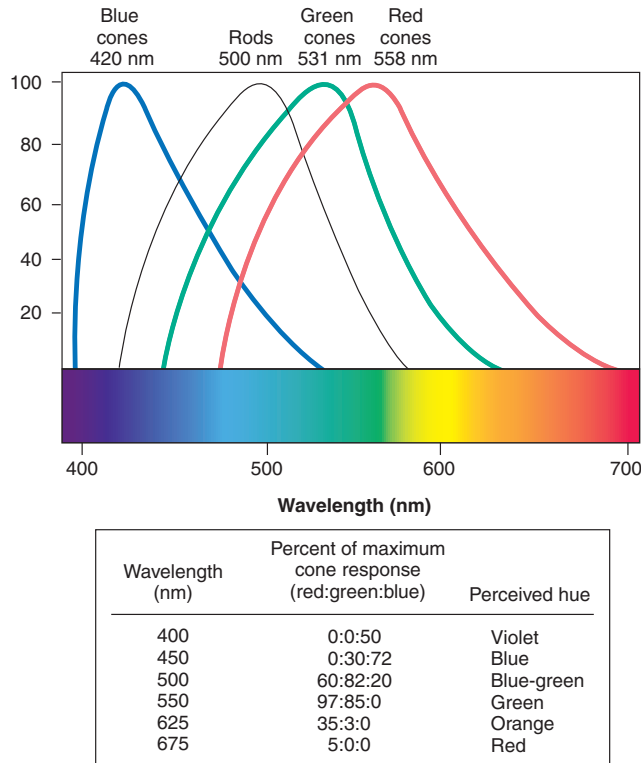 Blue cones 420 nm
Rods 500 nm
Green cones 531 nm
Red cones 558 nm
100
80
60
40
20
400 500 600 700
Wavelength (nm)
Wavelength (nm)
Percent of maximum cone response (red:green:blue)
Perceived hue
400 0:0:50 Violet
450 0:30:72 Blue
500 60:82:20 Blue-green
550 97:85:0 Green
625 35:3:0 Orange
675 5:0:0 Red